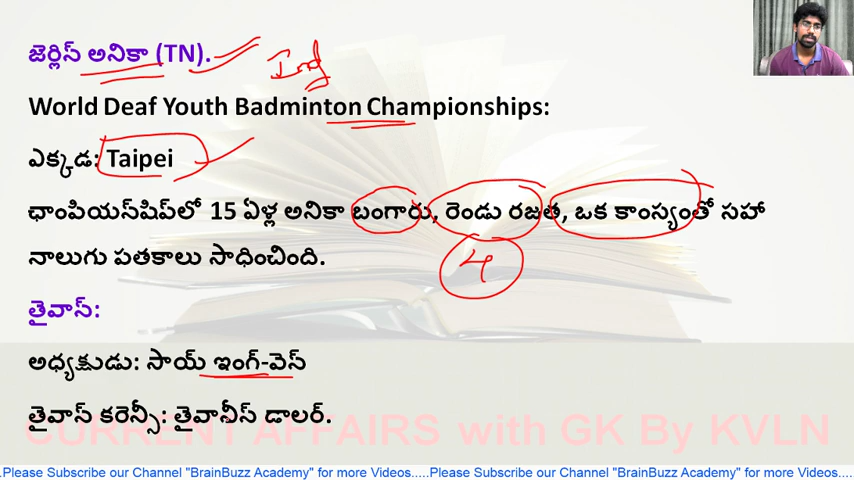 జెర్లిన్ అనికా (TN).
Ind
World Deaf Youth Badminton Championships:
ఎక్కడ: Taipei
ఛాంపియన్‌షిప్‌లో 15 ఏళ్ల అనికా బంగారు, రెండు రజత, ఒక కాంస్యంతో సహా
నాలుగు పతకాలు సాధించింది.
4
తైవాన్:
అధ్యక్షుడు: సాయ్ ఇంగ్-వెన్
తైవాన్ కరెన్సీ: తైవానీస్ డాలర్.
CURRENT AFFAIRS with GK By KVLN
..Please Subscribe our Channel "BrainBuzz Academy" for more Videos.....Please Subscribe our Channel "BrainBuzz Academy" for more Videos....